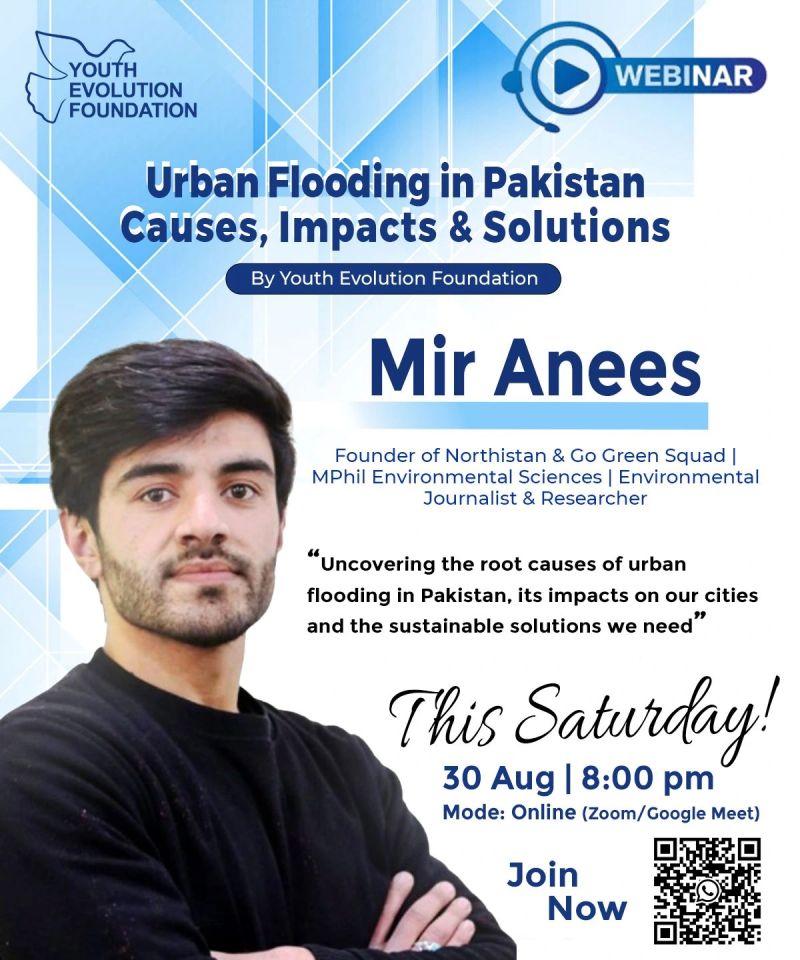 YOUTH
EVOLUTION
FOUNDATION
WEBINAR
Urban Flooding in Pakistan
Causes, Impacts & Solutions
By Youth Evolution Foundation
Mir Anees
Founder of Northistan & Go Green Squad |
MPhil Environmental Sciences | Environmental
Journalist & Researcher
“Uncovering the root causes of urban
flooding in Pakistan, its impacts on our cities
and the sustainable solutions we need”
This Saturday!
30 Aug | 8:00 pm
Mode: Online (Zoom/Google Meet)
Join
Now